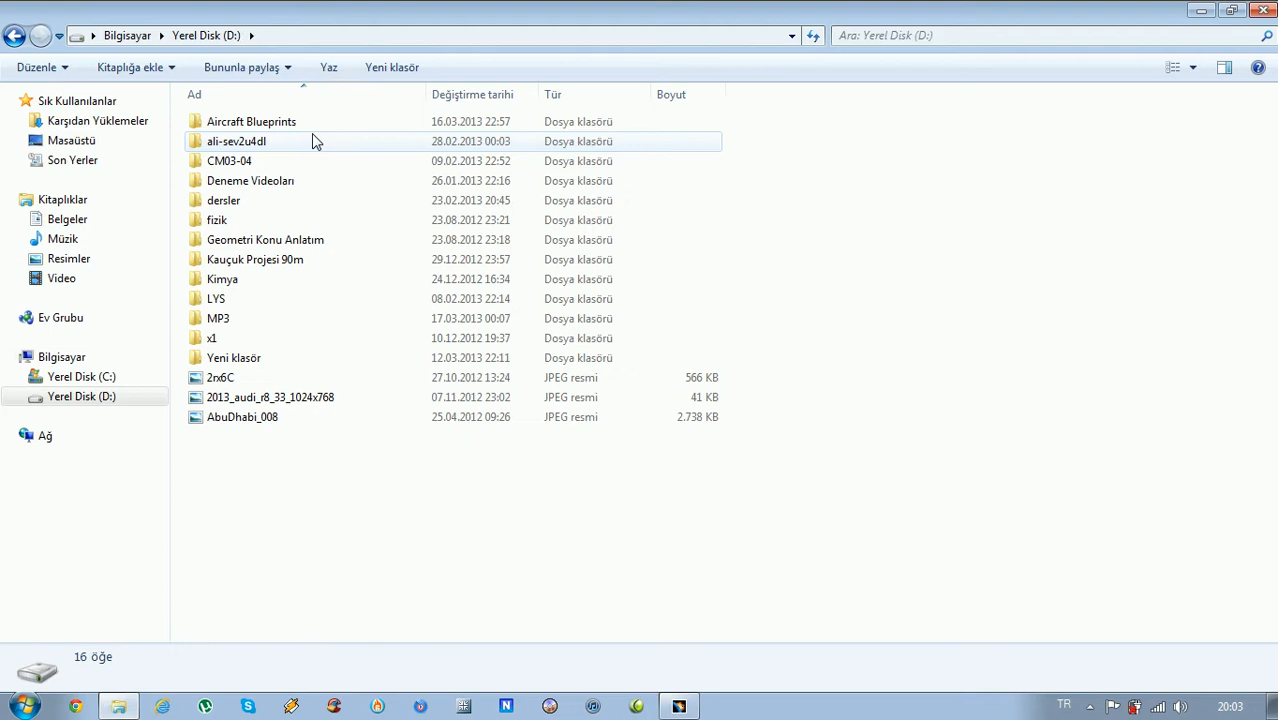 Bilgisayar Yerel Disk (D:) Ara: Yerel Disk (D:)
Düzenle Kitaplığa ekle Bununla paylaş Yaz Yeni klasör
Sık Kullanılanlar
Karşıdan Yüklemeler
Masaüstü
Son Yerler
Kitaplıklar
Belgeler
Müzik
Resimler
Video
Ev Grubu
Bilgisayar
Yerel Disk (C:)
Yerel Disk (D:)
Ağ
Ad Değiştirme tarihi Tür Boyut
Aircraft Blueprints 16.03.2013 22:57 Dosya klasörü
ali-sev2u4dl 28.02.2013 00:03 Dosya klasörü
CM03-04 09.02.2013 22:52 Dosya klasörü
Deneme Videoları 26.01.2013 22:16 Dosya klasörü
dersler 23.02.2013 20:45 Dosya klasörü
fizik 23.08.2012 23:21 Dosya klasörü
Geometri Konu Anlatım 23.08.2012 23:18 Dosya klasörü
Kauçuk Projesi 90m 29.12.2012 23:57 Dosya klasörü
Kimya 24.12.2012 16:34 Dosya klasörü
LYS 08.02.2013 22:14 Dosya klasörü
MP3 17.03.2013 00:07 Dosya klasörü
x1 10.12.2012 19:37 Dosya klasörü
Yeni klasör 12.03.2013 22:11 Dosya klasörü
2rx6C 27.10.2012 13:24 JPEG resmi 566 KB
2013_audi_r8_33_1024x768 07.11.2012 23:02 JPEG resmi 41 KB
AbuDhabi_008 25.04.2012 09:26 JPEG resmi 2.738 KB
16 öğe
TR 20:03